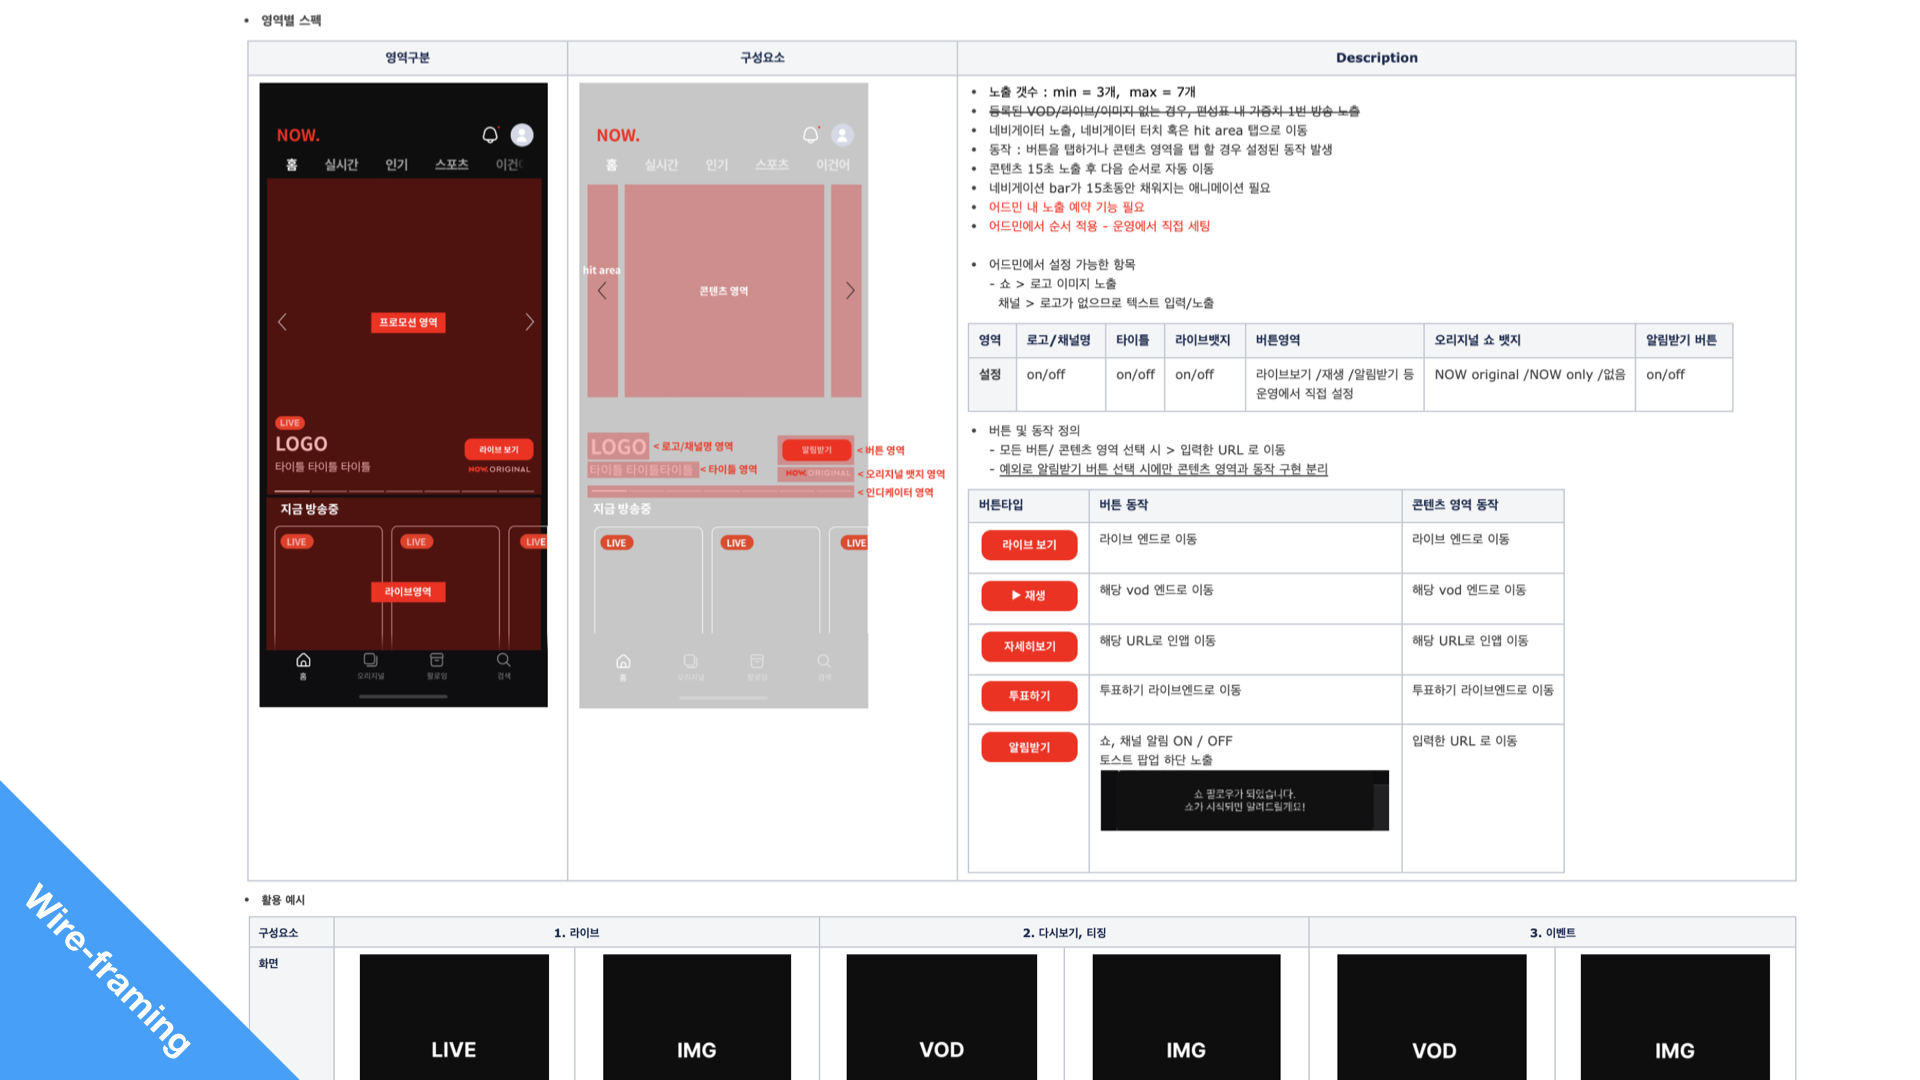 • 영역별 스펙
영역구분
구성요소
Description
NOW.
홈 실시간 인기 스포츠 이건
프로모션 영역
LIVE
LOGO
타이틀 타이틀 타이틀
라이브 보기
NOW. ORIGINAL
지금 방송중
LIVE LIVE LIVE
라이브영역
홈 오리지널 팔로잉 검색
NOW.
홈 실시간 인기 스포츠 이건어
hit area
콘텐츠 영역
LOGO < 로고/채널명 영역
타이틀 타이틀타이틀 < 타이틀 영역
알림받기 < 버튼 영역
NOW. ORIGINAL < 오리지널 뱃지 영역
< 인디케이터 영역
지금 방송중
LIVE LIVE LIVE
홈 오리지널 팔로잉 검색
• 노출 갯수 : min = 3개, max = 7개
• 등록된 VOD/라이브/이미지 없는 경우, 편성표 내 가중치 1번 방송 노출
• 네비게이터 노출, 네비게이터 터치 혹은 hit area 탭으로 이동
• 동작 : 버튼을 탭하거나 콘텐츠 영역을 탭 할 경우 설정된 동작 발생
• 콘텐츠 15초 노출 후 다음 순서로 자동 이동
• 네비게이션 bar가 15초동안 채워지는 애니메이션 필요
• 어드민 내 노출 예약 기능 필요
• 어드민에서 순서 적용 - 운영에서 직접 세팅
• 어드민에서 설정 가능한 항목
- 쇼 > 로고 이미지 노출
채널 > 로고가 없으므로 텍스트 입력/노출
영역 로고/채널명 타이틀 라이브뱃지 버튼영역 오리지널 쇼 뱃지 알림받기 버튼
설정 on/off on/off on/off 라이브보기 /재생 /알림받기 등 NOW original /NOW only /없음 on/off
운영에서 직접 설정
• 버튼 및 동작 정의
- 모든 버튼/ 콘텐츠 영역 선택 시 > 입력한 URL 로 이동
- 예외로 알림받기 버튼 선택 시에만 콘텐츠 영역과 동작 구현 분리
버튼타입 버튼 동작 콘텐츠 영역 동작
라이브 보기 라이브 엔드로 이동 라이브 엔드로 이동
▶ 재생 해당 vod 엔드로 이동 해당 vod 엔드로 이동
자세히보기 해당 URL로 인앱 이동 해당 URL로 인앱 이동
투표하기 투표하기 라이브엔드로 이동 투표하기 라이브엔드로 이동
알림받기 쇼, 채널 알림 ON / OFF 입력한 URL 로 이동
토스트 팝업 하단 노출
쇼 팔로우가 되었습니다.
쇼가 시작되면 알려드릴게요!
• 활용 예시
구성요소 1. 라이브 2. 다시보기, 티징 3. 이벤트
화면
LIVE IMG VOD IMG VOD IMG
Wire-framing